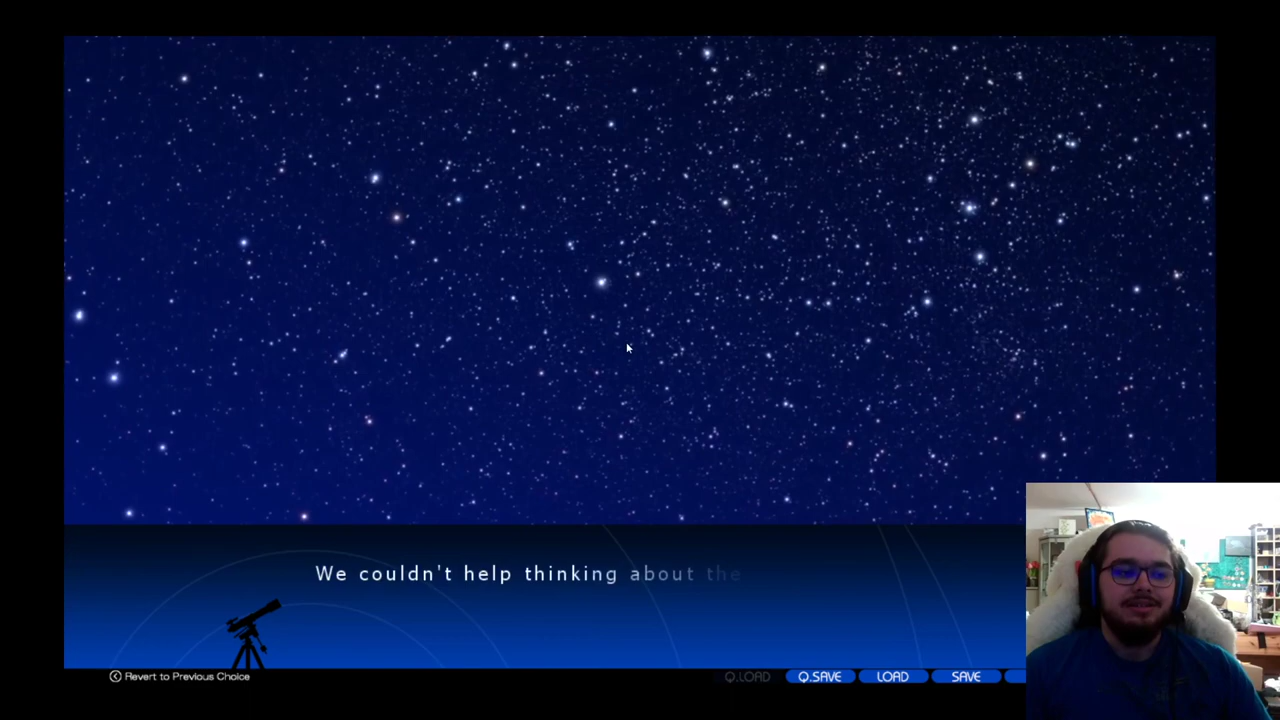 We couldn't help thinking about the
Revert to Previous Choice
Q.LOAD
Q.SAVE
LOAD
SAVE